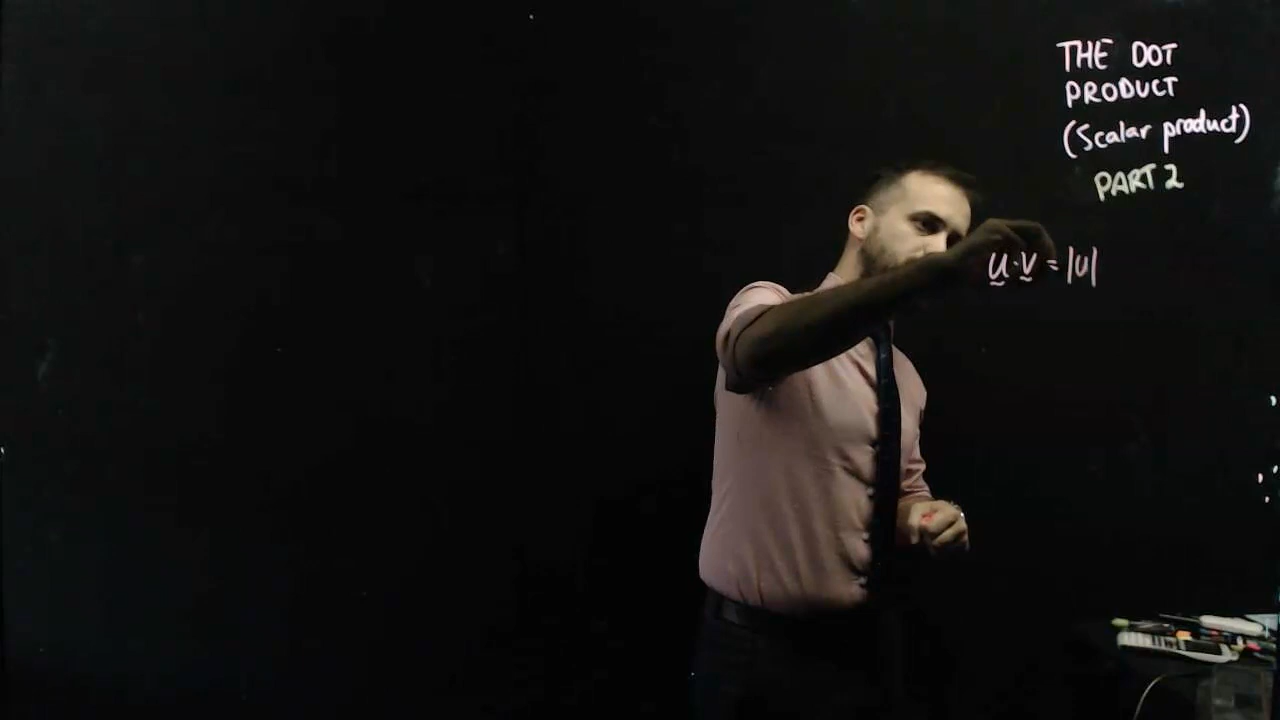 THE DOT
PRODUCT
(Scalar product)
PART 2
u·v = |u|